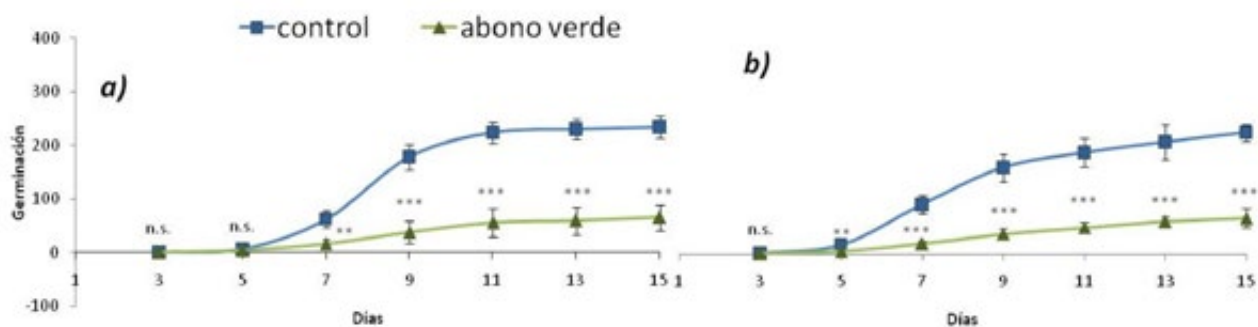 control abono verde
400
300
200
100
0
-100
Germinación
a)
n.s. n.s. ** *** *** *** ***
1 3 5 7 9 11 13 15
Días
b)
n.s. ** *** *** *** *** ***
1 3 5 7 9 11 13 15
Días